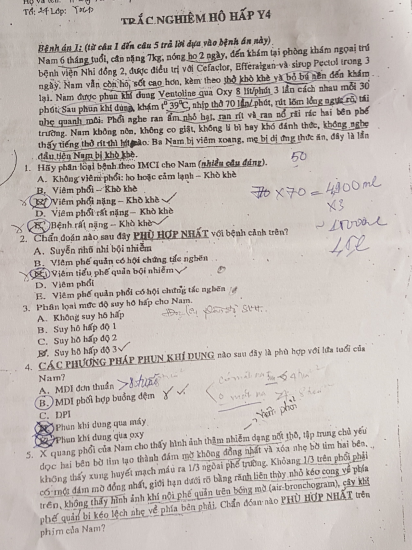 Tổ: 24 Lớp: Y4
TRẮC NGHIỆM HÔ HẤP Y4
Bệnh án 1: (từ câu 1 đến câu 5 trả lời dựa vào bệnh án này)
Nam 6 tháng tuổi, cân nặng 7kg, nóng ho 2 ngày, đến khám tại phòng khám ngoại trú
bệnh viện Nhi đồng 2, được điều trị với Cefaclor, Efferalgan và sirup Pectol trong 3
ngày. Nam vẫn còn ho, sốt cao hơn, kèm theo thở khò khè và bỏ bú nên đến khám
lại. Nam được phun khí dung Ventoline qua Oxy 8 lít/phút 3 lần cách nhau mỗi 30
phút. Sau phun khí dung, khám t° 39°C, nhịp thở 70 lần/ phút, rút lõm lồng ngực rõ, tái
nhẹ quanh môi. Phổi nghe ran ẩm nhỏ hạt, ran rít và ran nổ rải rác hai bên phế
trường. Nam không nôn, không co giật, không li bì hay khó đánh thức, không nghe
thấy tiếng thở rít thì hít vào. Ba Nam bị viêm xoang, mẹ bị dị ứng thức ăn, đây là lần
đầu tiên Nam bị khò khè.
1. Hãy phân loại bệnh theo IMCI cho Nam (nhiều câu đúng).
50
A. Không viêm phổi: ho hoặc cảm lạnh – Khò khè
B. Viêm phổi – Khò khè
C. Viêm phổi nặng – Khò khè
70 x 70 = 4900 ml
D. Viêm phổi rất nặng – Khò khè
x3
E. Bệnh rất nặng – Khò khè
2. Chẩn đoán nào sau đây PHÙ HỢP NHẤT với bệnh cảnh trên?
A. Suyễn nhũ nhi bội nhiễm
B. Viêm phế quản co thắt có hội chứng tắc nghẽn
C. Viêm tiểu phế quản bội nhiễm
D. Viêm phổi
E. Viêm phế quản phổi có hội chứng tắc nghẽn
3. Phân loại mức độ suy hô hấp cho Nam.
A. Không suy hô hấp
B. Suy hô hấp độ 1
C. Suy hô hấp độ 2
D. Suy hô hấp độ 3
4. CÁC PHƯƠNG PHÁP PHUN KHÍ DUNG nào sau đây là phù hợp với lứa tuổi của
Nam?
A. MDI đơn thuần
B. MDI phối hợp buồng đệm
C. DPI
D. Phun khí dung qua máy
E. Phun khí dung qua oxy
5. X quang phổi của Nam cho thấy hình ảnh thâm nhiễm dạng nốt thô, tập trung chủ yếu
dọc hai bên bờ tim tạo thành đám mờ không đồng nhất và xóa nhẹ bờ tim hai bên,
không thấy xung huyết mạch máu ra 1/3 ngoài phế trường. Khoảng 1/3 trên phổi phải
có một đám mờ đồng nhất, giới hạn dưới rõ bằng rãnh liên thùy nhỏ kéo cong về phía
trên, không thấy hình ảnh khí nội phế quản trên bóng mờ (air-bronchogram), cây khí
phế quản bị kéo lệch nhẹ về phía bên phải. Chẩn đoán nào PHÙ HỢP NHẤT trên
phim của Nam?